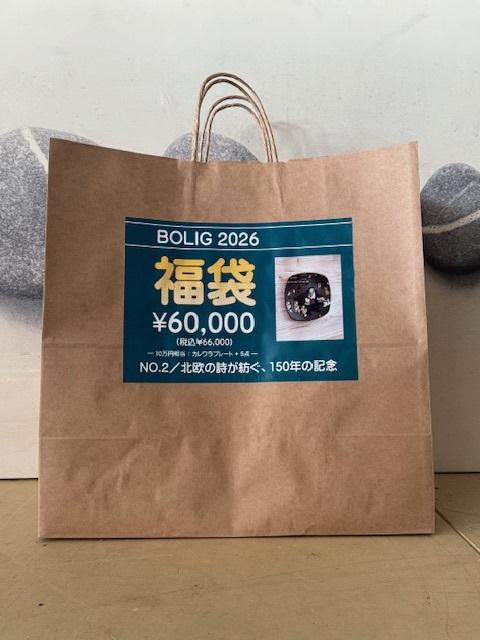 BOLIG 2026
福袋
¥60,000
(税込¥66,000)
— 10万円相当：カレワラプレート + 5点 —
NO.2／北欧の詩が紡ぐ、150年の記念